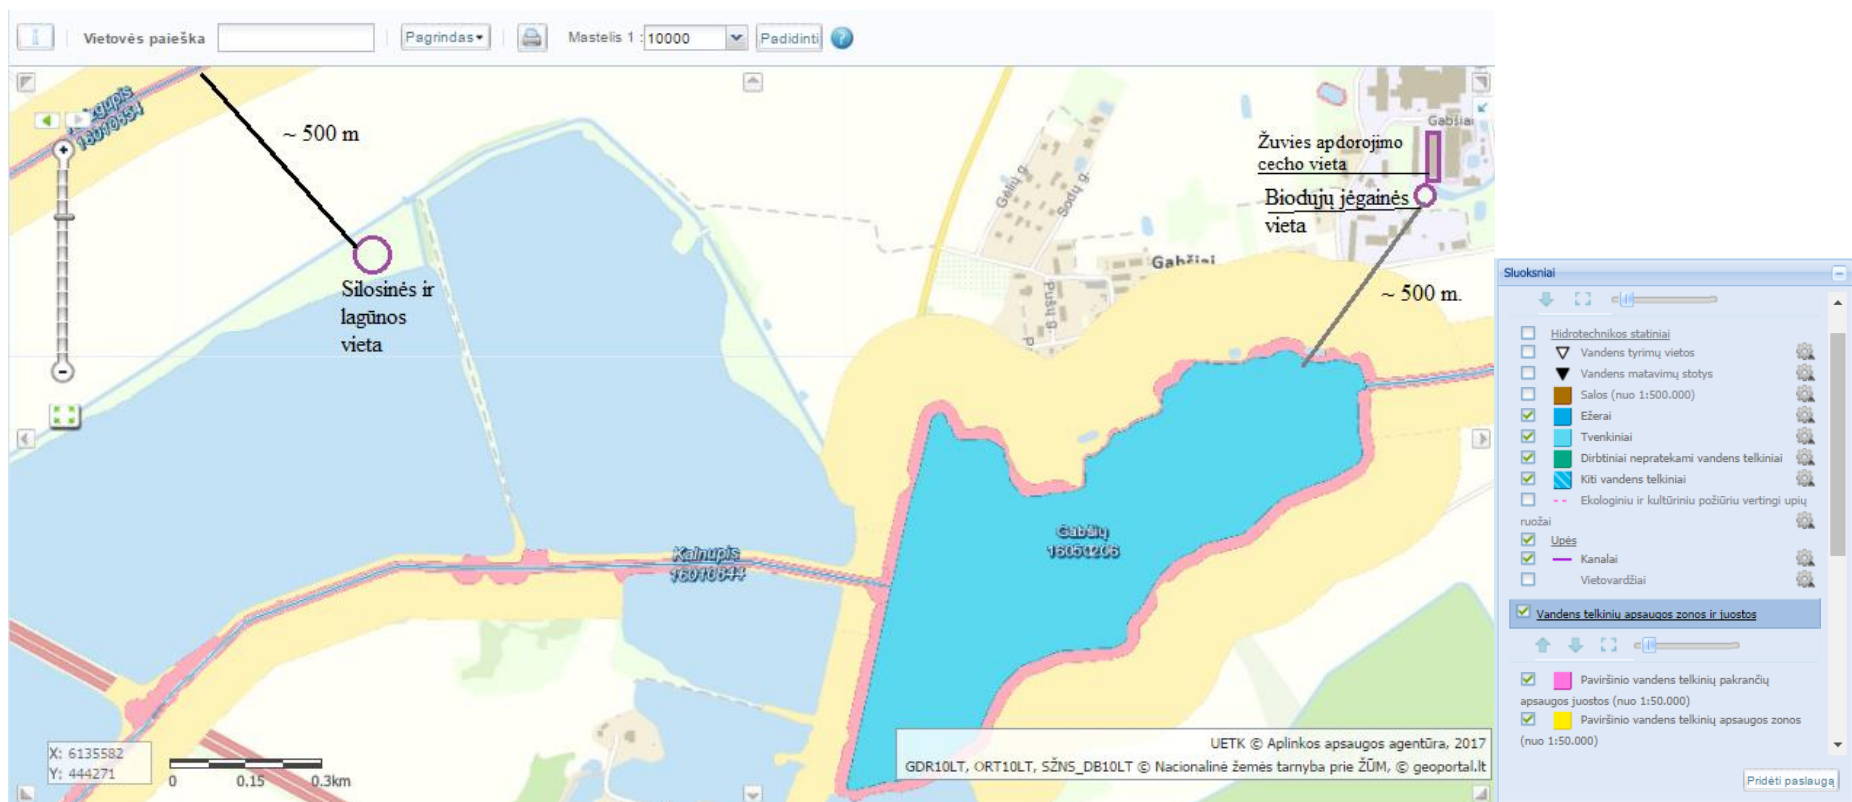 Vietovės paieška
Pagrindas
Mastelis 1 :
10000
Padidinti
?
16010654
~ 500 m
Silosinės ir
lagūnos
vieta
Gėlių g.
Sodų g.
Pušų g.
P
Gabšiai
Gabšiai
Žuvies apdorojimo
cecho vieta
Biodujų jėgainės
vieta
~ 500 m.
Kalnupis
16010644
Gabšių
16050206
X: 6135582
Y: 444271
0 0.15 0.3km
UETK © Aplinkos apsaugos agentūra, 2017
GDR10LT, ORT10LT, SŽNS_DB10LT © Nacionalinė žemės tarnyba prie ŽŪM, © geoportal.lt
Sluoksniai
Hidrotechnikos statiniai
Vandens tyrimų vietos
Vandens matavimų stotys
Salos (nuo 1:500.000)
Ežerai
Tvenkiniai
Dirbtiniai nepratekami vandens telkiniai
Kiti vandens telkiniai
Ekologiniu ir kultūriniu požiūriu vertingi upių
ruožai
Upės
Kanalai
Vietovardžiai
Vandens telkinių apsaugos zonos ir juostos
Paviršinio vandens telkinių pakrančių
apsaugos juostos (nuo 1:50.000)
Paviršinio vandens telkinių apsaugos zonos
(nuo 1:50.000)
Pridėti paslaugą